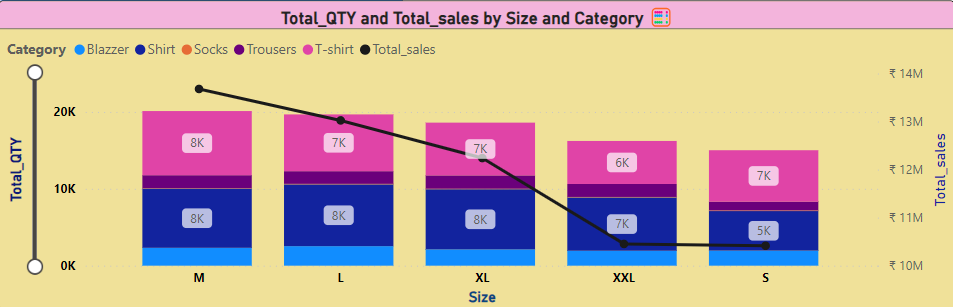 Total_QTY and Total_sales by Size and Category
Category Blazzer Shirt Socks Trousers T-shirt Total_sales
₹ 14M
20K 8K 7K 7K 6K 7K ₹ 13M
Total_QTY
10K ₹ 12M
Total_sales
8K 8K 8K 7K 5K ₹ 11M
0K ₹ 10M
M L XL XXL S
Size